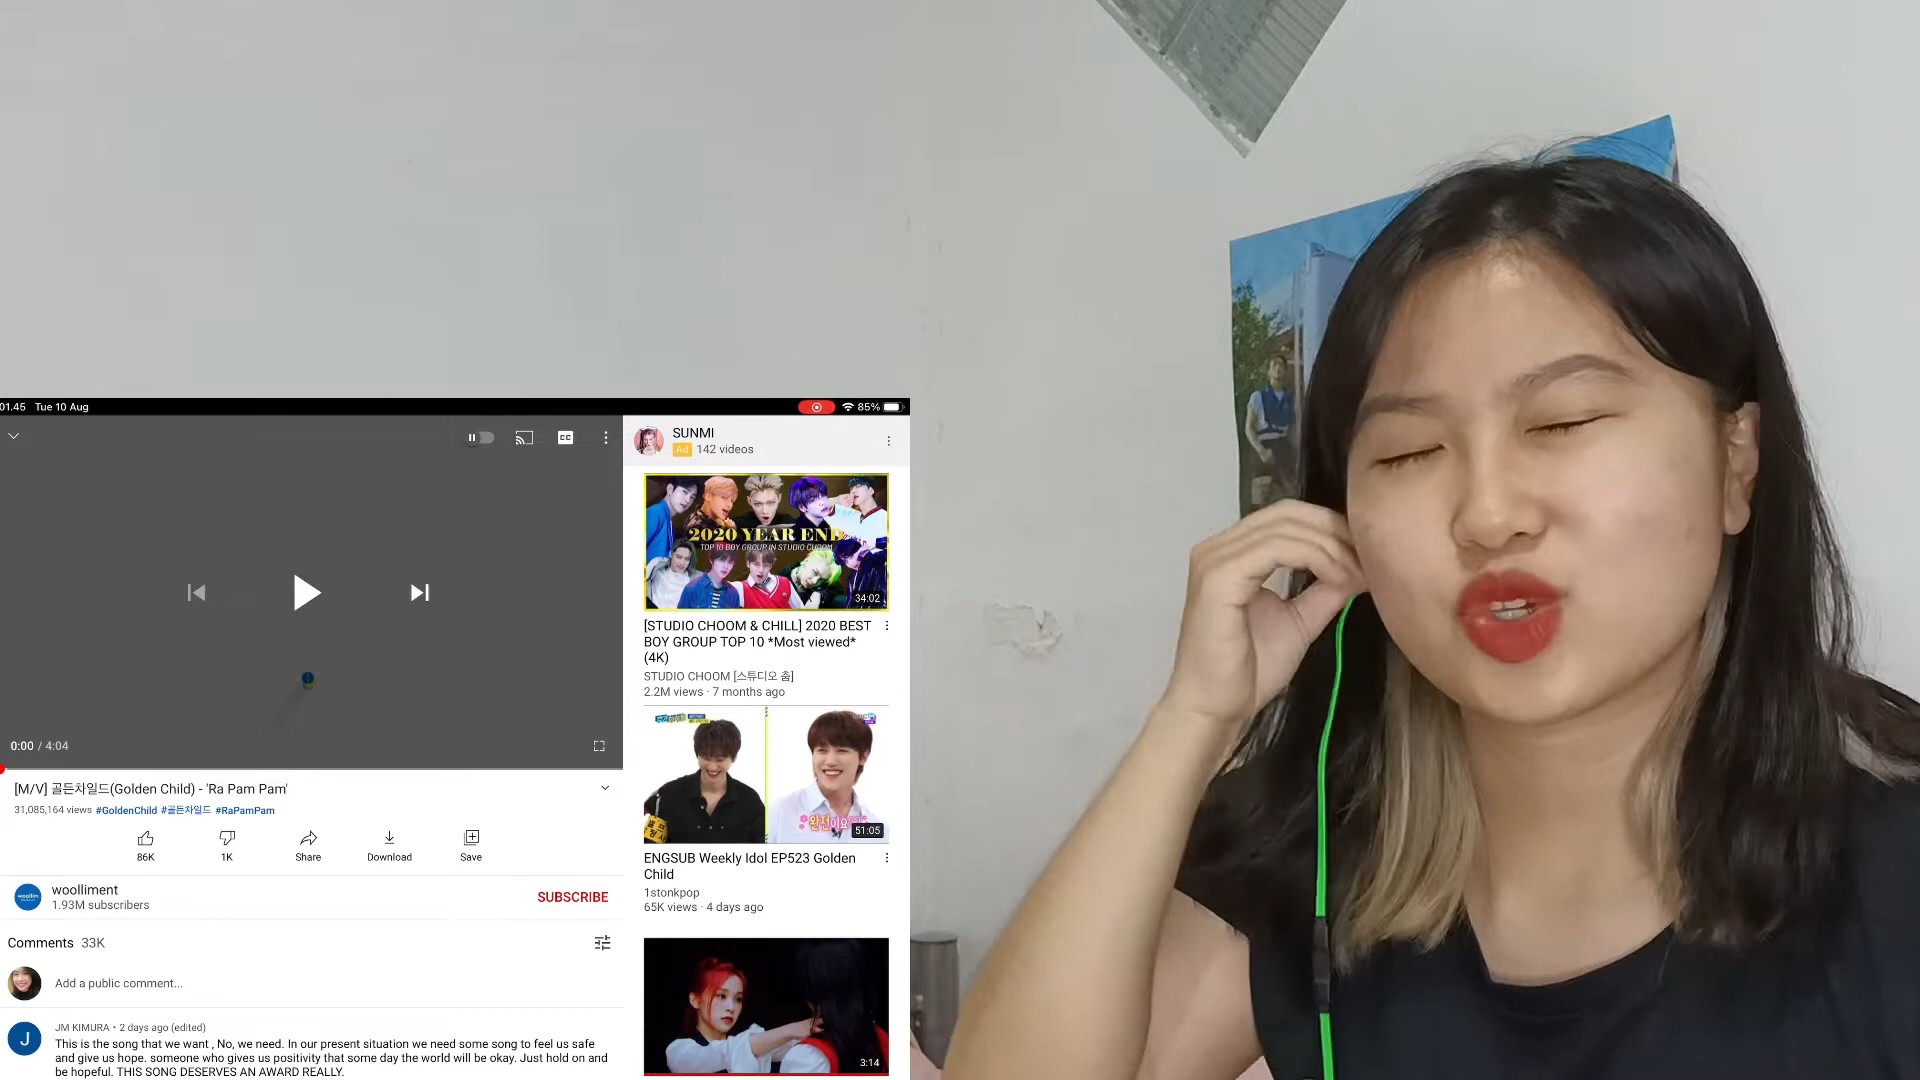 01.45 Tue 10 Aug
85%
CC
0:00 / 4:04
[M/V] 골든차일드(Golden Child) - 'Ra Pam Pam'
31,085,164 views #GoldenChild #골든차일드 #RaPamPam
86K
1K
Share
Download
Save
woolliment
1.93M subscribers
SUBSCRIBE
Comments 33K
Add a public comment...
J
JM KIMURA • 2 days ago (edited)
This is the song that we want , No, we need. In our present situation we need some song to feel us safe
and give us hope. someone who gives us positivity that some day the world will be okay. Just hold on and
be hopeful. THIS SONG DESERVES AN AWARD REALLY.
SUNMI
Ad 142 videos
2020 YEAR END
TOP 10 BOY GROUP IN STUDIO CHOOM
34:02
[STUDIO CHOOM & CHILL] 2020 BEST
BOY GROUP TOP 10 *Most viewed*
(4K)
STUDIO CHOOM [스튜디오 춤]
2.2M views · 7 months ago
완전이요
51:05
ENGSUB Weekly Idol EP523 Golden
Child
1stonkpop
65K views · 4 days ago
3:14